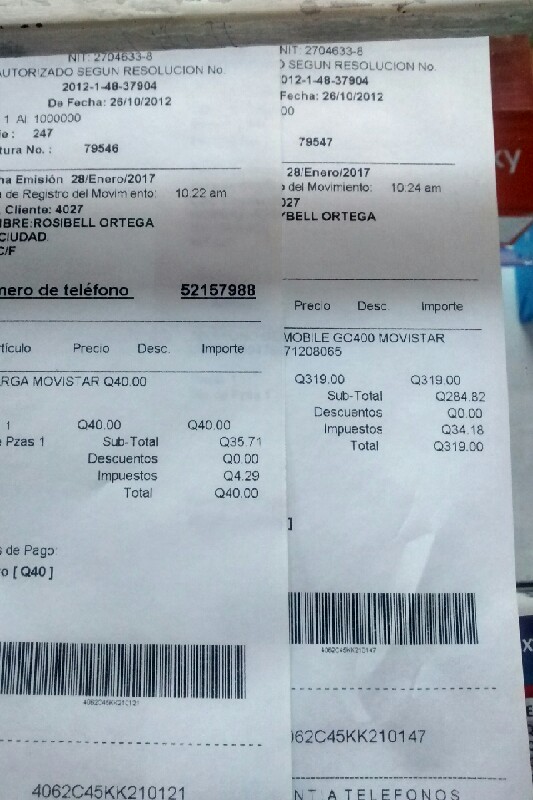 NIT: 2704633-8
AUTORIZADO SEGUN RESOLUCION No.
2012-1-48-37904
De Fecha: 26/10/2012
1 Al 1000000
ie : 247
tura No. : 79546
ha Emisión 28/Enero/2017
a de Registro del Movimiento: 10:22 am
Cliente: 4027
MBRE:ROSIBELL ORTEGA
CIUDAD.
C/F
mero de teléfono 52157988
tículo Precio Desc. Importe
RGA MOVISTAR Q40.00
1 Q40.00 Q40.00
e Pzas 1 Sub-Total Q35.71
Descuentos Q0.00
Impuestos Q4.29
Total Q40.00
s de Pago:
o [ Q40 ]
4062C45KK210121
4062C45KK210121
NIT: 2704633-8
O SEGUN RESOLUCION No.
012-1-48-37904
Fecha: 26/10/2012
00
79547
28/Enero/2017
o del Movimiento: 10:24 am
027
YBELL ORTEGA
Precio Desc. Importe
MOBILE GC400 MOVISTAR
71208065
Q319.00 Q319.00
Sub-Total Q284.82
Descuentos Q0.00
Impuestos Q34.18
Total Q319.00
]
4062C45KK210147
062C45KK210147
NT A TELEFONOS
xy